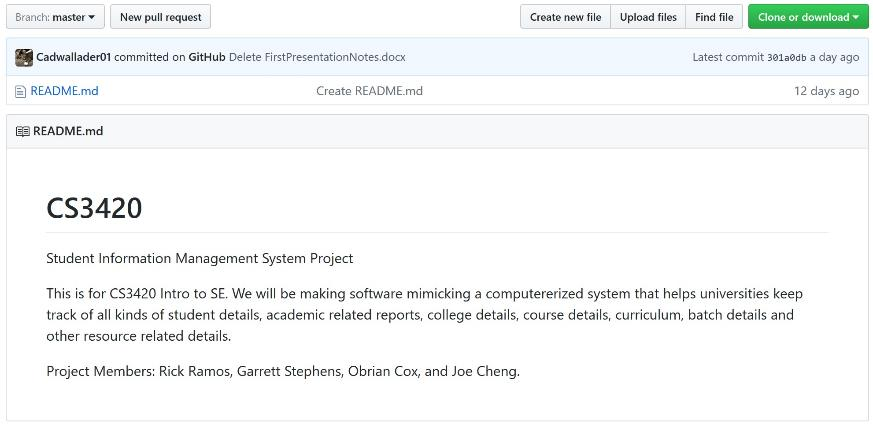 Branch: master New pull request Create new file Upload files Find file Clone or download
Cadwallader01 committed on GitHub Delete FirstPresentationNotes.docx Latest commit 301a0db a day ago
README.md Create README.md 12 days ago
README.md
CS3420
Student Information Management System Project
This is for CS3420 Intro to SE. We will be making software mimicking a computererized system that helps universities keep
track of all kinds of student details, academic related reports, college details, course details, curriculum, batch details and
other resource related details.
Project Members: Rick Ramos, Garrett Stephens, Obrian Cox, and Joe Cheng.